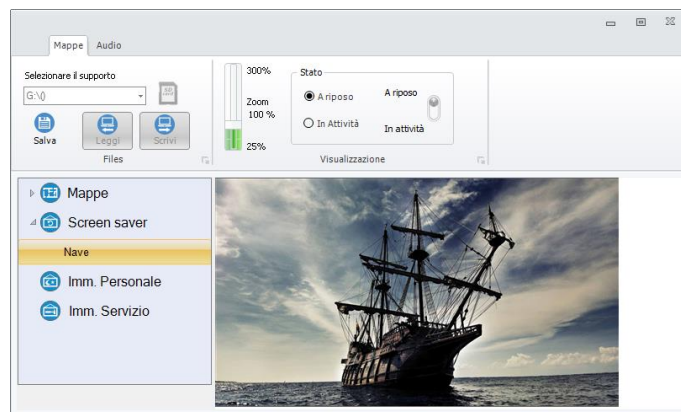 Mappe Audio
Selezionare il supporto
G:\()
Salva
Leggi
Scrivi
Files
300%
Zoom
100 %
25%
Stato
A riposo
In Attività
A riposo
In attività
Visualizzazione
Mappe
Screen saver
Nave
Imm. Personale
Imm. Servizio